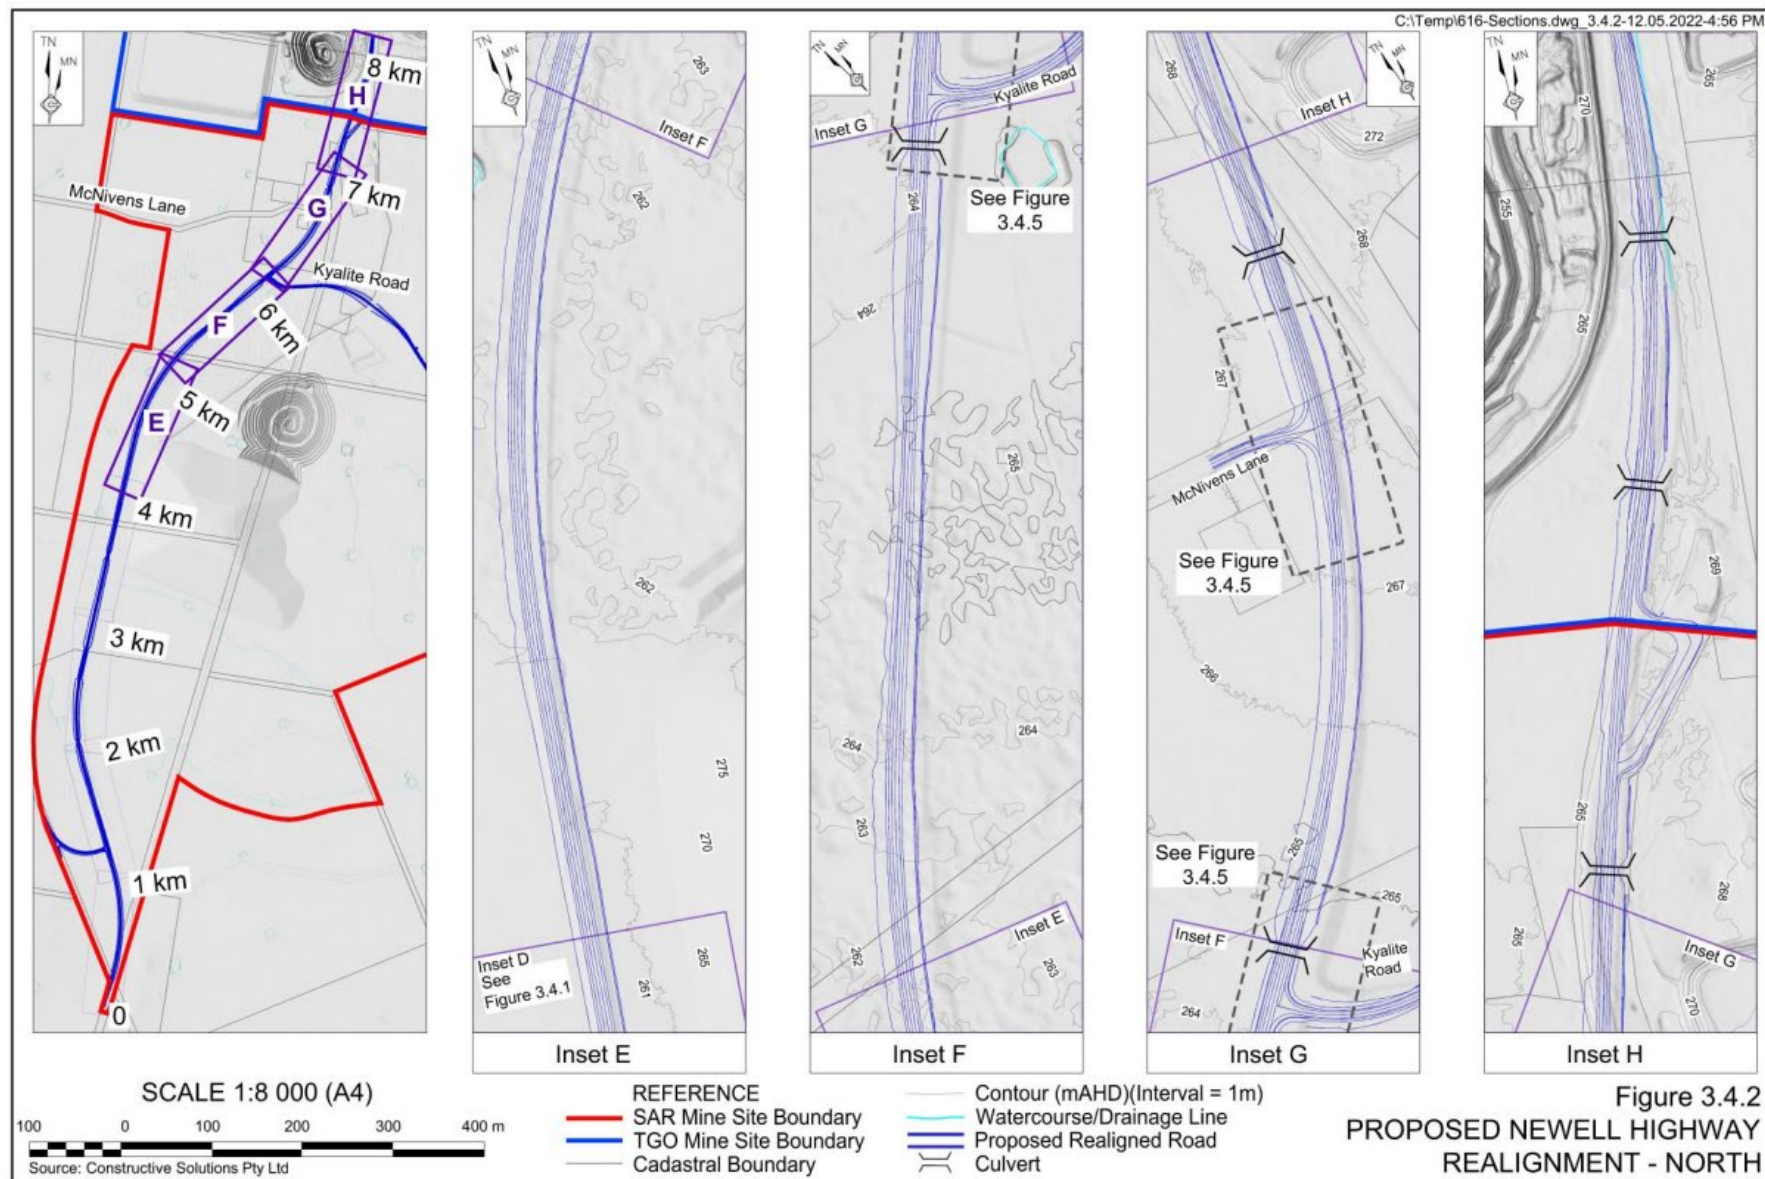 C:\Temp\616-Sections.dwg_3.4.2-12.05.2022-4:56 PM
TN
MN
8 km
H
7 km
McNivens Lane
G
Kyalite Road
F
6 km
5 km
E
4 km
3 km
2 km
1 km
0
TN
MN
263
Inset F
262
262
275
270
Inset D
See
Figure 3.4.1
265
261
Inset E
TN
MN
Kyalite Road
Inset G
264
See Figure
3.4.5
264
265
264
264
263
Inset E
262
263
Inset F
268
TN
MN
Inset H
272
268
267
McNivens Lane
See Figure
3.4.5
267
266
See Figure
3.4.5
265
265
Inset F
Kyalite
Road
264
Inset G
TN
MN
265
270
255
265
269
265
268
265
Inset G
270
Inset H
SCALE 1:8 000 (A4)
100 0 100 200 300 400 m
Source: Constructive Solutions Pty Ltd
REFERENCE
SAR Mine Site Boundary
TGO Mine Site Boundary
Cadastral Boundary
Contour (mAHD)(Interval = 1m)
Watercourse/Drainage Line
Proposed Realigned Road
Culvert
Figure 3.4.2
PROPOSED NEWELL HIGHWAY
REALIGNMENT - NORTH